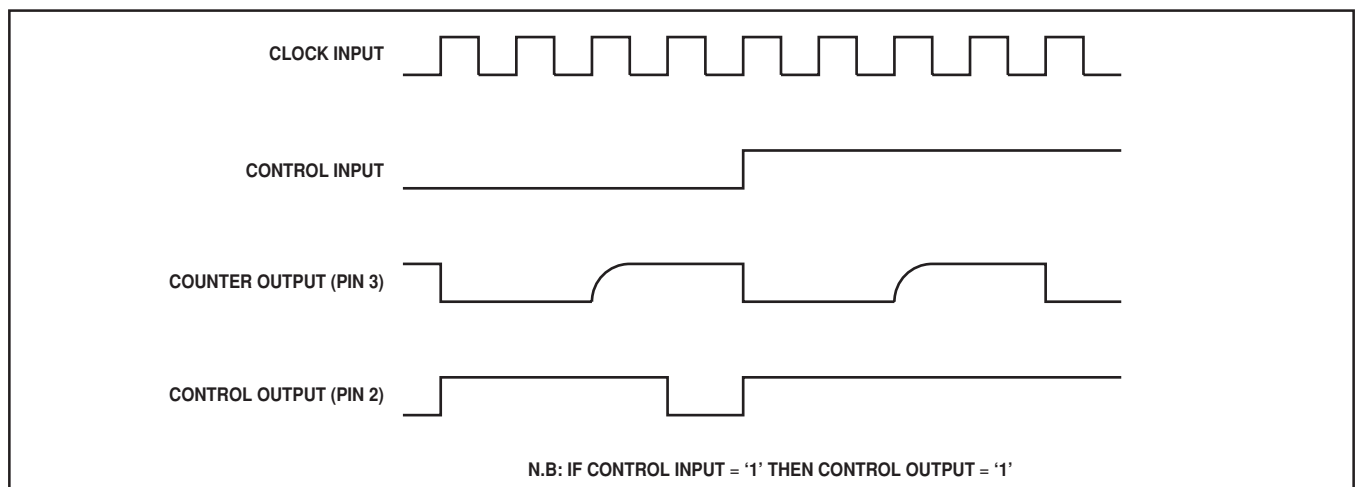 CLOCK INPUT
CONTROL INPUT
COUNTER OUTPUT (PIN 3)
CONTROL OUTPUT (PIN 2)
N.B: IF CONTROL INPUT = ‘1’ THEN CONTROL OUTPUT = ‘1’